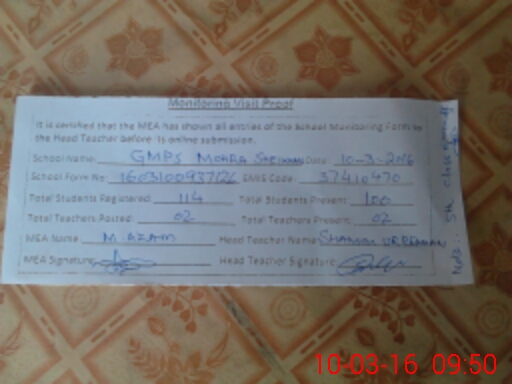 Monitoring Visit Proof
It is certified that the MEA has shown all entries of the School Monitoring Form to
the Head Teacher before its online submission.
School Name: GMPS MOHRA Date: 10-3-2016
School Form No: EMIS Code: 37410470
Total Students Registered: 114 Total Students Present: 100
Total Teachers Posted: 02 Total Teachers Present: 02
MEA Name: M. AZAM Head Teacher Name:
MEA Signature: Head Teacher Signature:
Note: 5th class
10-03-16 09:50